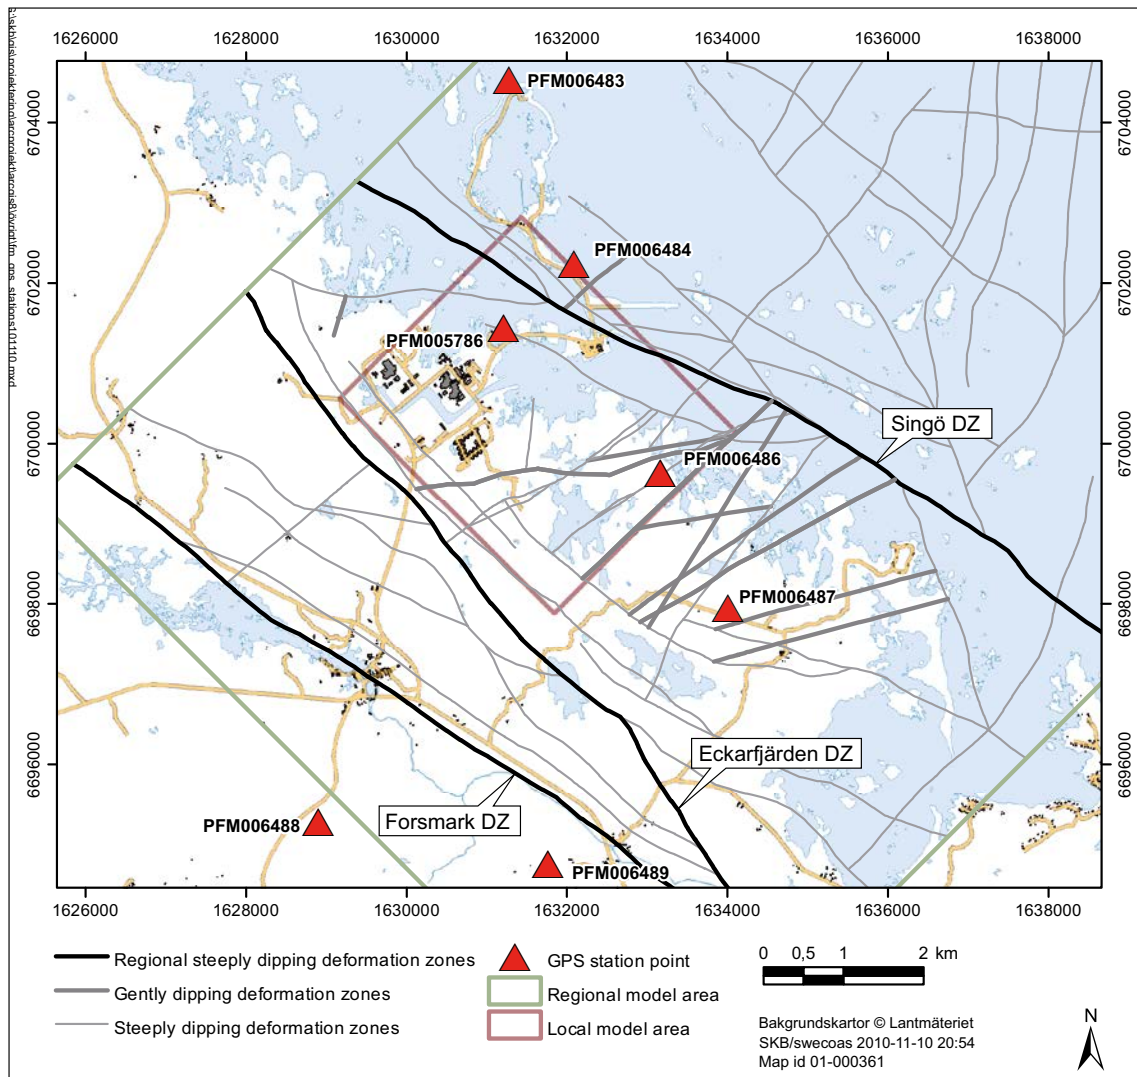 1626000 1628000 1630000 1632000 1634000 1636000 1638000
6704000 6704000
6702000 6702000
6700000 6700000
6698000 6698000
6696000 6696000
PFM006483
PFM006484
PFM005786
Singö DZ
PFM006486
PFM006487
Eckarfjärden DZ
Forsmark DZ
PFM006488
PFM006489
1626000 1628000 1630000 1632000 1634000 1636000 1638000
Regional steeply dipping deformation zones
Gently dipping deformation zones
Steeply dipping deformation zones
GPS station point
Regional model area
Local model area
0 0,5 1 2 km
Bakgrundskartor © Lantmäteriet
SKB/swecoas 2010-11-10 20:54
Map id 01-000361
N